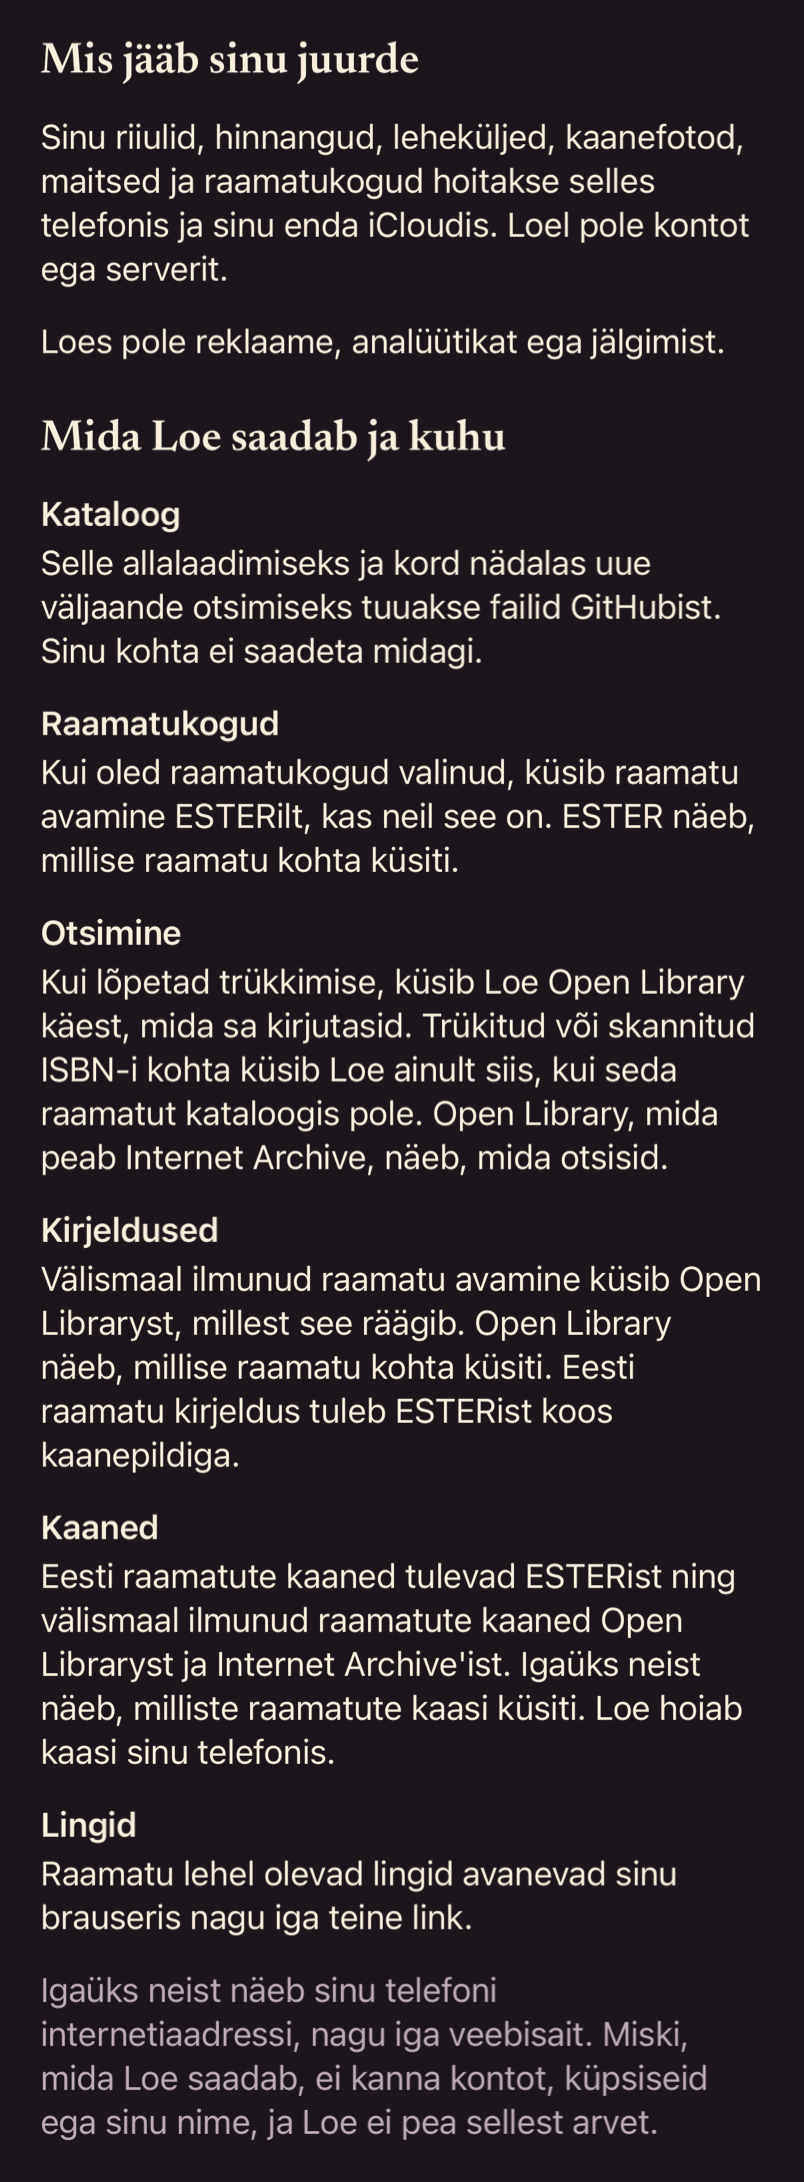 Mis jääb sinu juurde
Sinu riiulid, hinnangud, leheküljed, kaanefotod,
maitsed ja raamatukogud hoitakse selles
telefonis ja sinu enda iCloudis. Loel pole kontot
ega serverit.
Loes pole reklaame, analüütikat ega jälgimist.
Mida Loe saadab ja kuhu
Kataloog
Selle allalaadimiseks ja kord nädalas uue
väljaande otsimiseks tuuakse failid GitHubist.
Sinu kohta ei saadeta midagi.
Raamatukogud
Kui oled raamatukogud valinud, küsib raamatu
avamine ESTERilt, kas neil see on. ESTER näeb,
millise raamatu kohta küsiti.
Otsimine
Kui lõpetad trükkimise, küsib Loe Open Library
käest, mida sa kirjutasid. Trükitud või skannitud
ISBN-i kohta küsib Loe ainult siis, kui seda
raamatut kataloogis pole. Open Library, mida
peab Internet Archive, näeb, mida otsisid.
Kirjeldused
Välismaal ilmunud raamatu avamine küsib Open
Libraryst, millest see räägib. Open Library
näeb, millise raamatu kohta küsiti. Eesti
raamatu kirjeldus tuleb ESTERist koos
kaanepildiga.
Kaaned
Eesti raamatute kaaned tulevad ESTERist ning
välismaal ilmunud raamatute kaaned Open
Libraryst ja Internet Archive'ist. Igaüks neist
näeb, milliste raamatute kaasi küsiti. Loe hoiab
kaasi sinu telefonis.
Lingid
Raamatu lehel olevad lingid avanevad sinu
brauseris nagu iga teine link.
Igaüks neist näeb sinu telefoni
internetiaadressi, nagu iga veebisait. Miski,
mida Loe saadab, ei kanna kontot, küpsiseid
ega sinu nime, ja Loe ei pea sellest arvet.